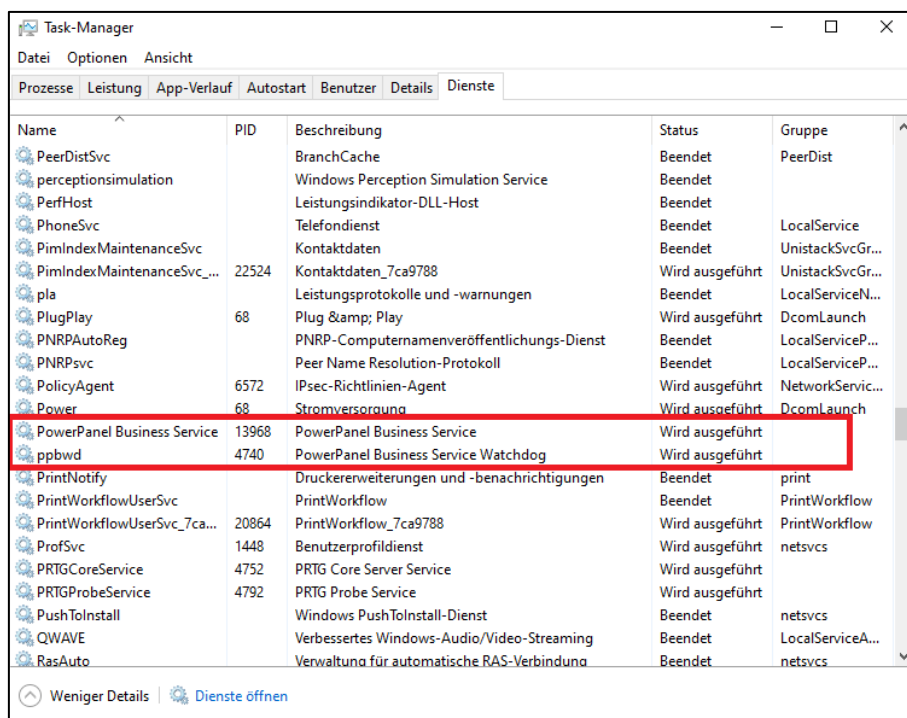 Task-Manager
Datei Optionen Ansicht
Prozesse Leistung App-Verlauf Autostart Benutzer Details Dienste
Name PID Beschreibung Status Gruppe
PeerDistSvc BranchCache Beendet PeerDist
perceptionsimulation Windows Perception Simulation Service Beendet
PerfHost Leistungsindikator-DLL-Host Beendet
PhoneSvc Telefondienst Beendet LocalService
PimIndexMaintenanceSvc Kontaktdaten Beendet UnistackSvcGr...
PimIndexMaintenanceSvc_... 22524 Kontaktdaten_7ca9788 Wird ausgeführt UnistackSvcGr...
pla Leistungsprotokolle und -warnungen Beendet LocalServiceN...
PlugPlay 68 Plug &amp; Play Wird ausgeführt DcomLaunch
PNRPAutoReg PNRP-Computernamenveröffentlichungs-Dienst Beendet LocalServiceP...
PNRPsvc Peer Name Resolution-Protokoll Beendet LocalServiceP...
PolicyAgent 6572 IPsec-Richtlinien-Agent Wird ausgeführt NetworkServic...
Power 68 Stromversorgung Wird ausgeführt DcomLaunch
PowerPanel Business Service 13968 PowerPanel Business Service Wird ausgeführt
ppbwd 4740 PowerPanel Business Service Watchdog Wird ausgeführt
PrintNotify Druckererweiterungen und -benachrichtigungen Beendet print
PrintWorkflowUserSvc PrintWorkflow Beendet PrintWorkflow
PrintWorkflowUserSvc_7ca... 20864 PrintWorkflow_7ca9788 Wird ausgeführt PrintWorkflow
ProfSvc 1448 Benutzerprofildienst Wird ausgeführt netsvcs
PRTGCoreService 4752 PRTG Core Server Service Wird ausgeführt
PRTGProbeService 4792 PRTG Probe Service Wird ausgeführt
PushToInstall Windows PushToInstall-Dienst Beendet netsvcs
QWAVE Verbessertes Windows-Audio/Video-Streaming Beendet LocalServiceA...
RasAuto Verwaltung für automatische RAS-Verbindung Beendet netsvcs
Weniger Details Dienste öffnen